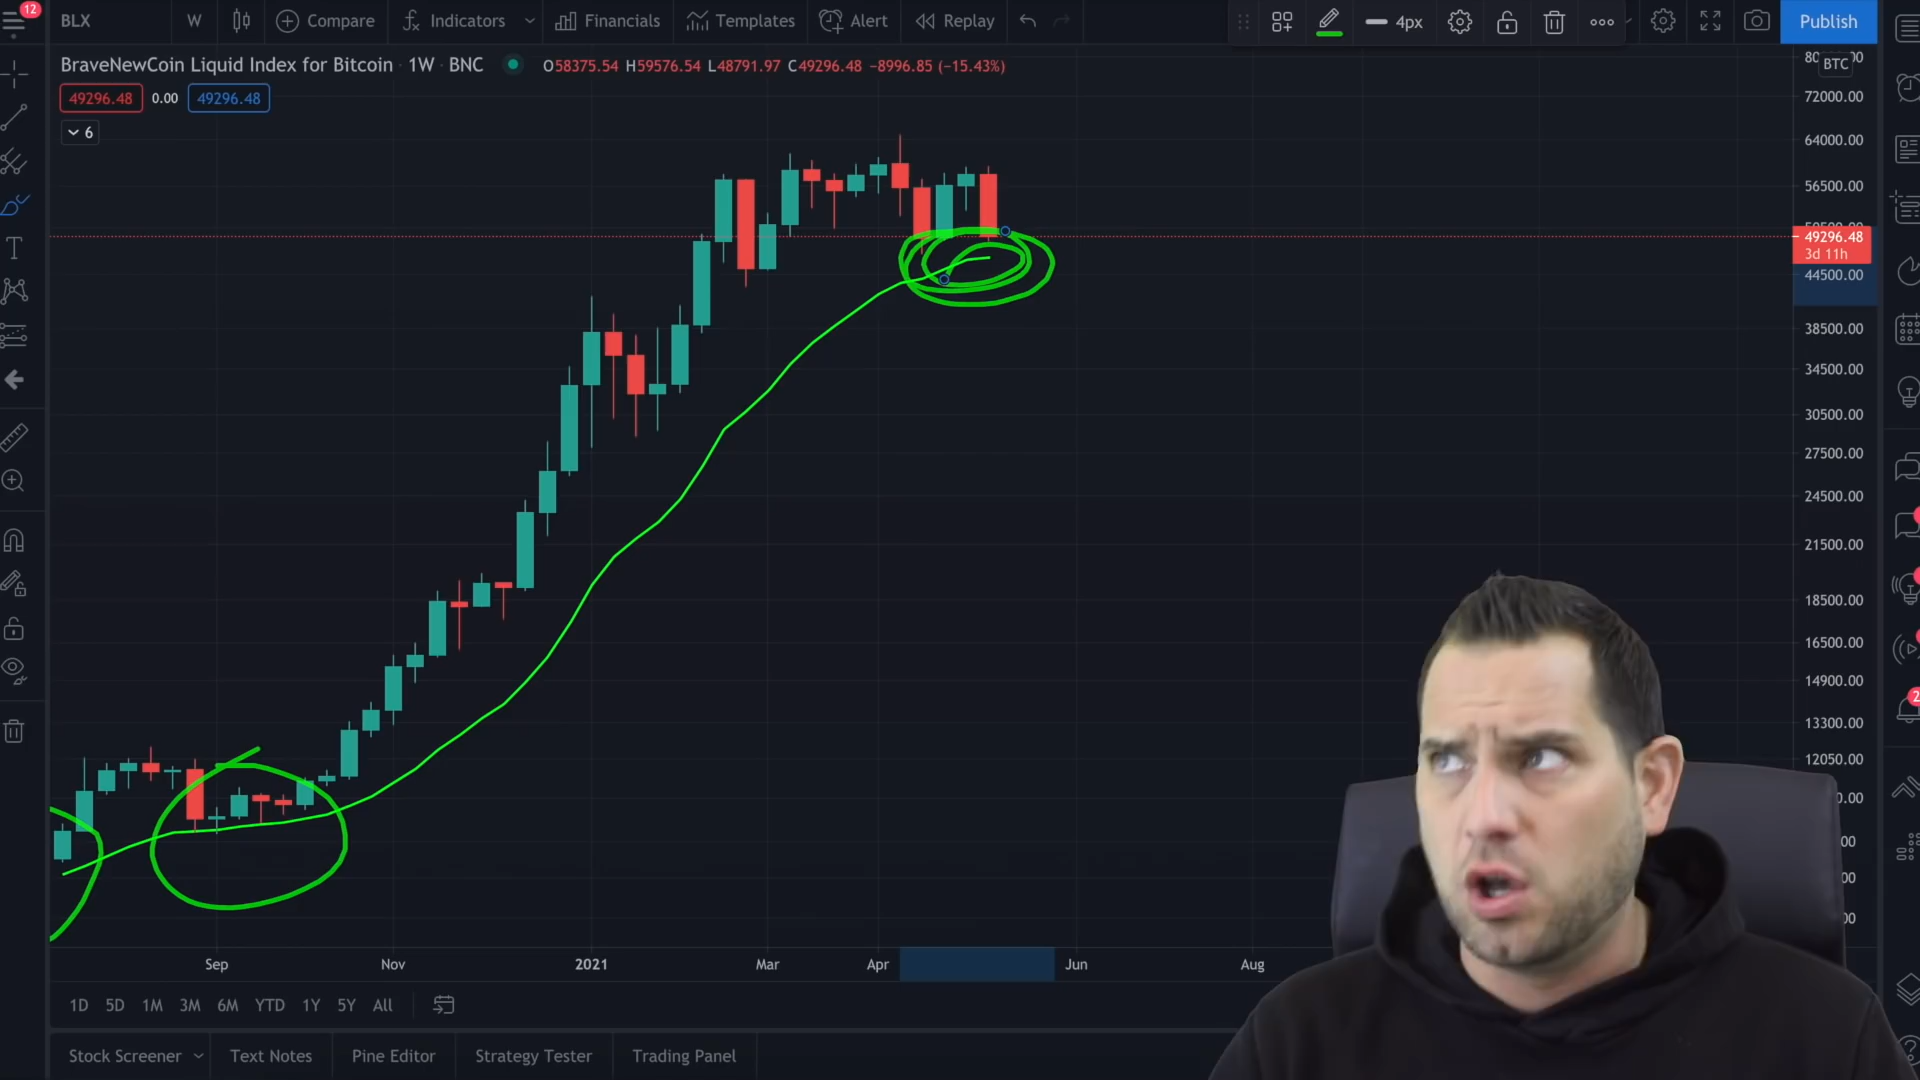 12
BLX W Compare Indicators Financials Templates Alert Replay 4px Publish
BraveNewCoin Liquid Index for Bitcoin · 1W · BNC O58375.54 H59576.54 L48791.97 C49296.48 −8996.85 (−15.43%)
49296.48 0.00 49296.48
6
BTC
72000.00
64000.00
56500.00
49296.48
3d 11h
44500.00
38500.00
34500.00
30500.00
27500.00
24500.00
21500.00
18500.00
16500.00
14900.00
13300.00
12050.00
Sep Nov 2021 Mar Apr Jun Aug
1D 5D 1M 3M 6M YTD 1Y 5Y All
Stock Screener Text Notes Pine Editor Strategy Tester Trading Panel